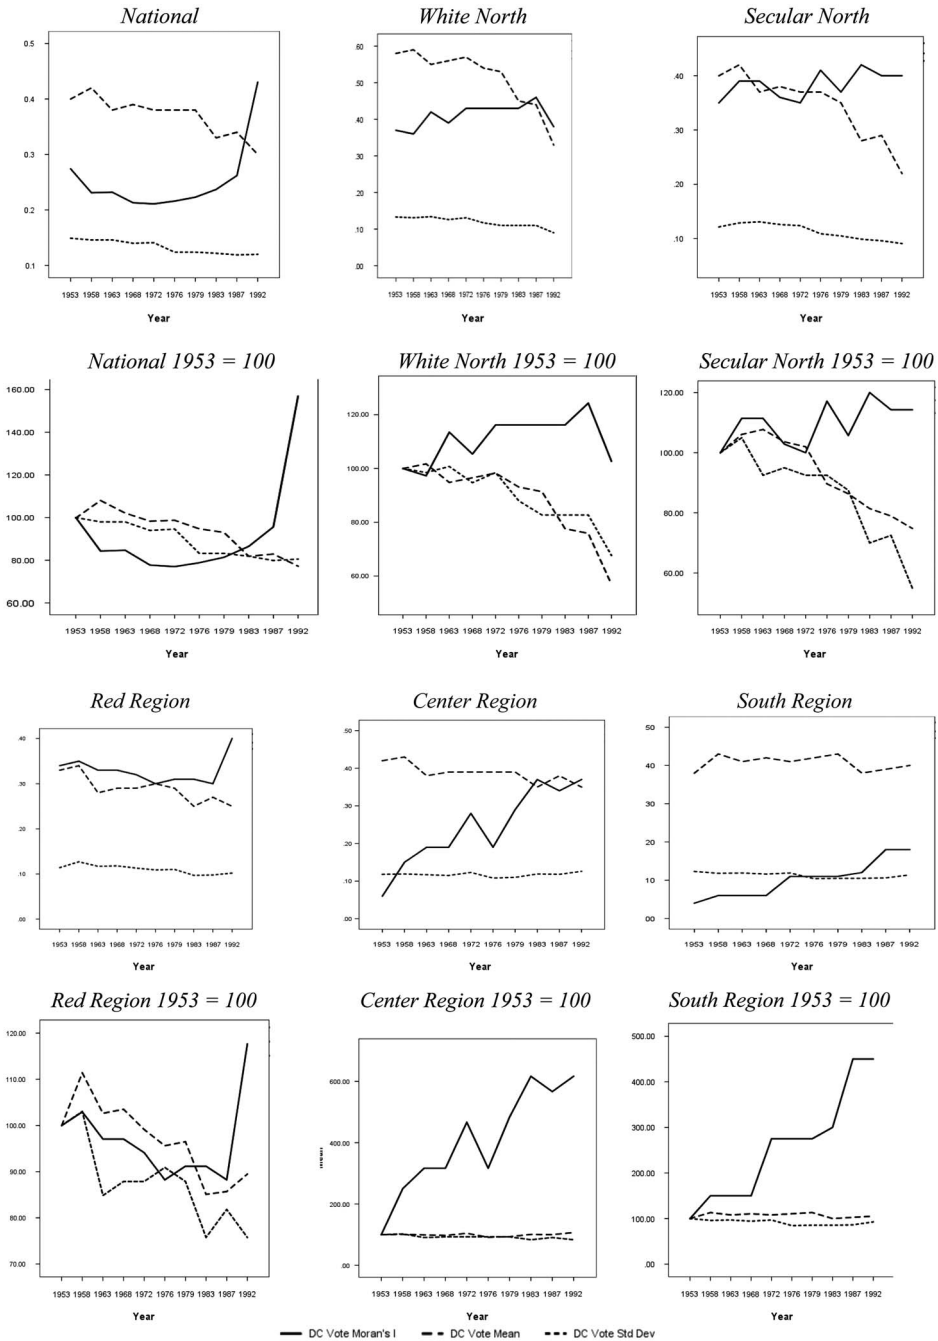 National
White North
Secular North
0.5
0.4
0.3
0.2
0.1
1953 1958 1963 1968 1972 1976 1979 1983 1987 1992
Year
.60
.50
.40
.30
.20
.10
.00
1953 1958 1963 1968 1972 1976 1979 1983 1987 1992
Year
.40
.30
.20
.10
1953 1958 1963 1968 1972 1976 1979 1983 1987 1992
Year
National 1953 = 100
White North 1953 = 100
Secular North 1953 = 100
160.00
140.00
120.00
100.00
80.00
60.00
1953 1958 1963 1968 1972 1976 1979 1983 1987 1992
Year
120.00
100.00
80.00
60.00
1953 1958 1963 1968 1972 1976 1979 1983 1987 1992
Year
120.00
100.00
80.00
60.00
1953 1958 1963 1968 1972 1976 1979 1983 1987 1992
Year
Red Region
Center Region
South Region
.40
.30
.20
.10
.00
1953 1958 1963 1968 1972 1976 1979 1983 1987 1992
Year
.50
.40
.30
.20
.10
.00
1953 1958 1963 1968 1972 1976 1979 1983 1987 1992
Year
50
40
30
20
10
00
1953 1958 1963 1968 1972 1976 1979 1983 1987 1992
Year
Red Region 1953 = 100
Center Region 1953 = 100
South Region 1953 = 100
120.00
110.00
100.00
90.00
80.00
70.00
1953 1958 1963 1968 1972 1976 1979 1983 1987 1992
Year
600.00
400.00
200.00
.00
1953 1958 1963 1968 1972 1976 1979 1983 1987 1992
Year
500.00
400.00
300.00
200.00
100.00
.00
1953 1958 1963 1968 1972 1976 1979 1983 1987 1992
Year
DC Vote Moran's I DC Vote Mean DC Vote Std Dev